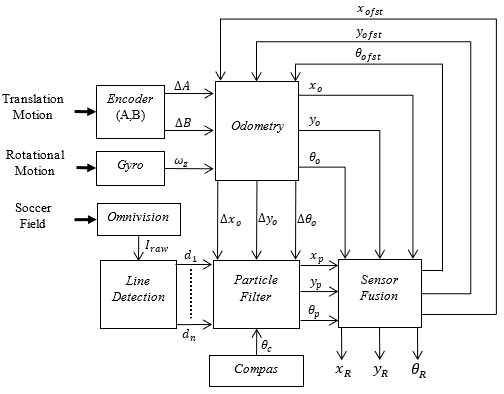 x_ofst
y_ofst
θ_ofst
Translation
Motion
Encoder
(A,B)
ΔA
ΔB
Odometry
x_o
y_o
θ_o
Rotational
Motion
Gyro
ω_z
Soccer
Field
Omnivision
I_raw
Δx_o
Δy_o
Δθ_o
Line
Detection
d_1
d_n
Particle
Filter
x_p
y_p
θ_p
Sensor
Fusion
θ_c
Compas
x_R
y_R
θ_R